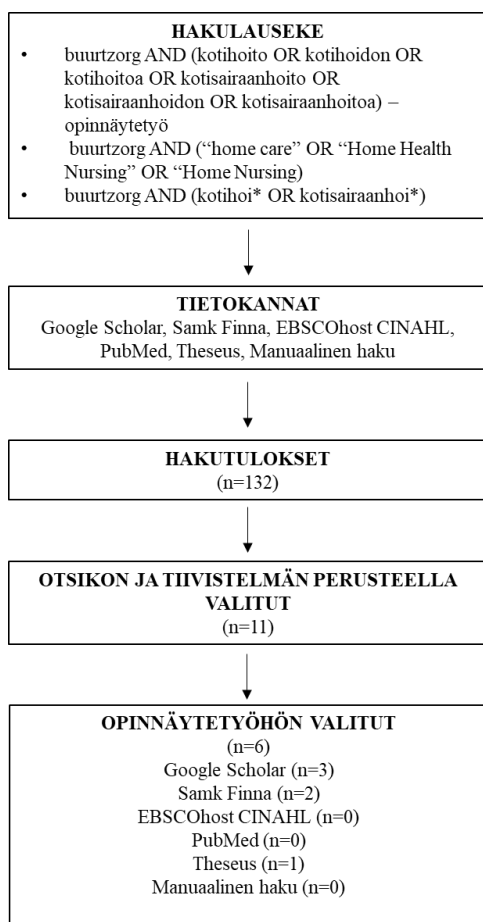 HAKULAUSEKE
• buurtzorg AND (kotihoito OR kotihoidon OR
kotihoitoa OR kotisairaanhoito OR
kotisairaanhoidon OR kotisairaanhoitoa) –
opinnäytetyö
• buurtzorg AND (“home care” OR “Home Health
Nursing” OR “Home Nursing)
• buurtzorg AND (kotihoi* OR kotisairaanhoi*)
TIETOKANNAT
Google Scholar, Samk Finna, EBSCOhost CINAHL,
PubMed, Theseus, Manuaalinen haku
HAKUTULOKSET
(n=132)
OTSIKON JA TIIVISTELMÄN PERUSTEELLA
VALITUT
(n=11)
OPINNÄYTETYÖHÖN VALITUT
(n=6)
Google Scholar (n=3)
Samk Finna (n=2)
EBSCOhost CINAHL (n=0)
PubMed (n=0)
Theseus (n=1)
Manuaalinen haku (n=0)